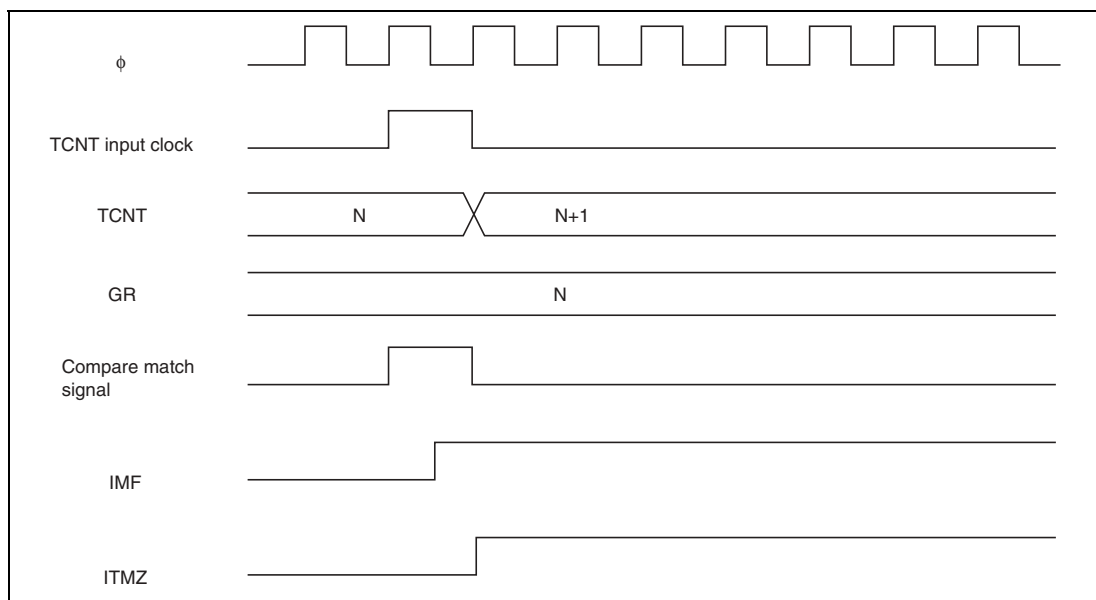 ϕ
TCNT input clock
TCNT
N
N+1
GR
N
Compare match
signal
IMF
ITMZ